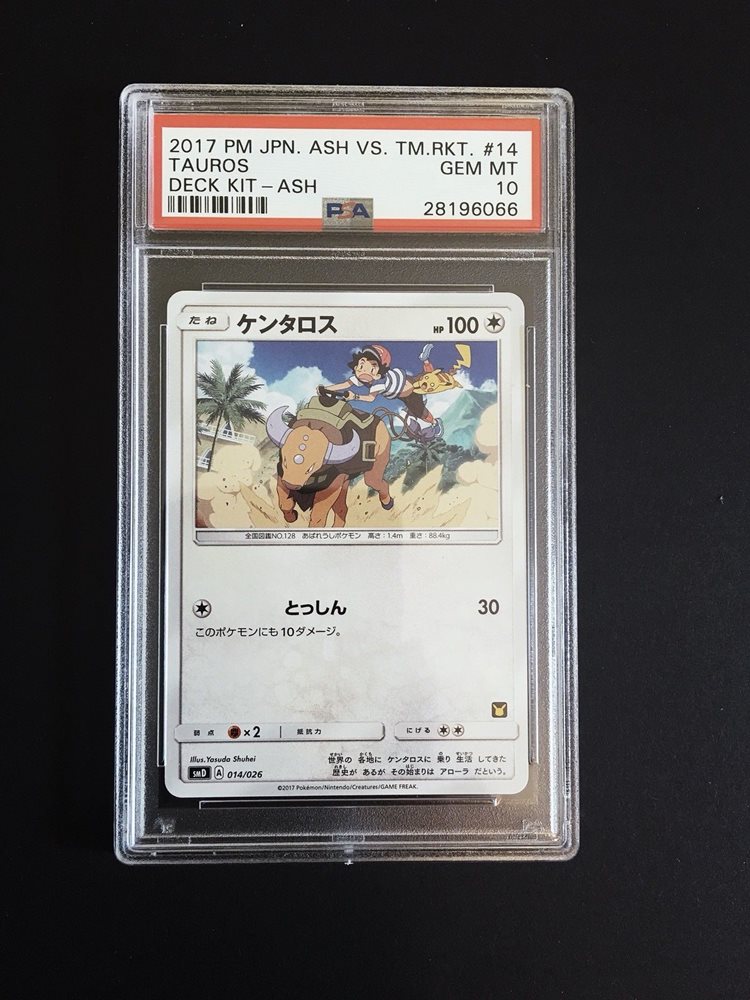 2017 PM JPN. ASH VS. TM.RKT. #14
TAUROS GEM MT
DECK KIT-ASH 10
PSA 28196066
たね ケンタロス HP 100
全国図鑑NO.128 あばれうしポケモン 高さ:1.4m 重さ:88.4kg
とっしん 30
このポケモンにも10ダメージ。
弱点 ×2 抵抗力 にげる
Illus.Yasuda Shuhei
世界の 各地に ケンタロスに 乗り 生活 してきた
歴史が あるが その始まりは アローラ だという。
SMD A 014/026
©2017 Pokémon/Nintendo/Creatures/GAME FREAK.